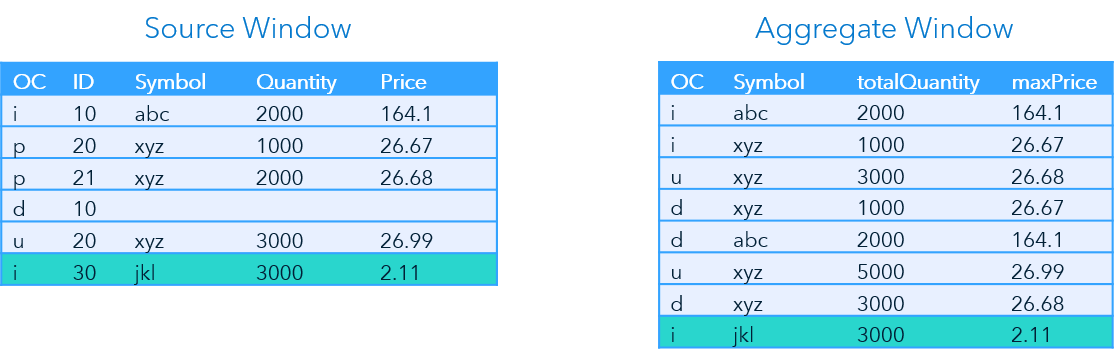 Source Window
OC ID Symbol Quantity Price
i 10 abc 2000 164.1
p 20 xyz 1000 26.67
p 21 xyz 2000 26.68
d 10
u 20 xyz 3000 26.99
i 30 jkl 3000 2.11
Aggregate Window
OC Symbol totalQuantity maxPrice
i abc 2000 164.1
i xyz 1000 26.67
u xyz 3000 26.68
d xyz 1000 26.67
d abc 2000 164.1
u xyz 5000 26.99
d xyz 3000 26.68
i jkl 3000 2.11